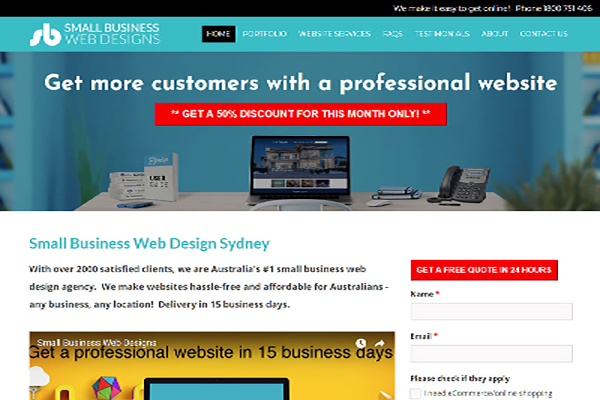 We make it easy to get online! Phone 1800 751 406
sb SMALL BUSINESS
WEB DESIGNS
HOME PORTFOLIO WEBSITE SERVICES FAQS TESTIMONIALS ABOUT CONTACT US
Get more customers with a professional website
** GET A 50% DISCOUNT FOR THIS MONTH ONLY! **
USER
GUIDE
Small Business Web Design Sydney
With over 2000 satisfied clients, we are Australia's #1 small business web
design agency. We make websites hassle-free and affordable for Australians -
any business, any location! Delivery in 15 business days.
GET A FREE QUOTE IN 24 HOURS
Name *
Email *
Please check if they apply
I need eCommerce/online shopping
Small Business Web Designs
Get a professional website in 15 business days